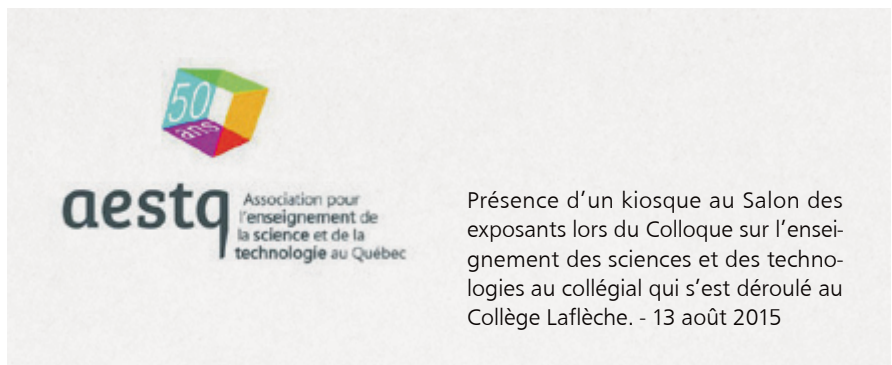 50
ans
aestq
Association pour
l'enseignement de
la science et de la
technologie au Québec
Présence d'un kiosque au Salon des
exposants lors du Colloque sur l'ensei-
gnement des sciences et des techno-
logies au collégial qui s'est déroulé au
Collège Laflèche. - 13 août 2015